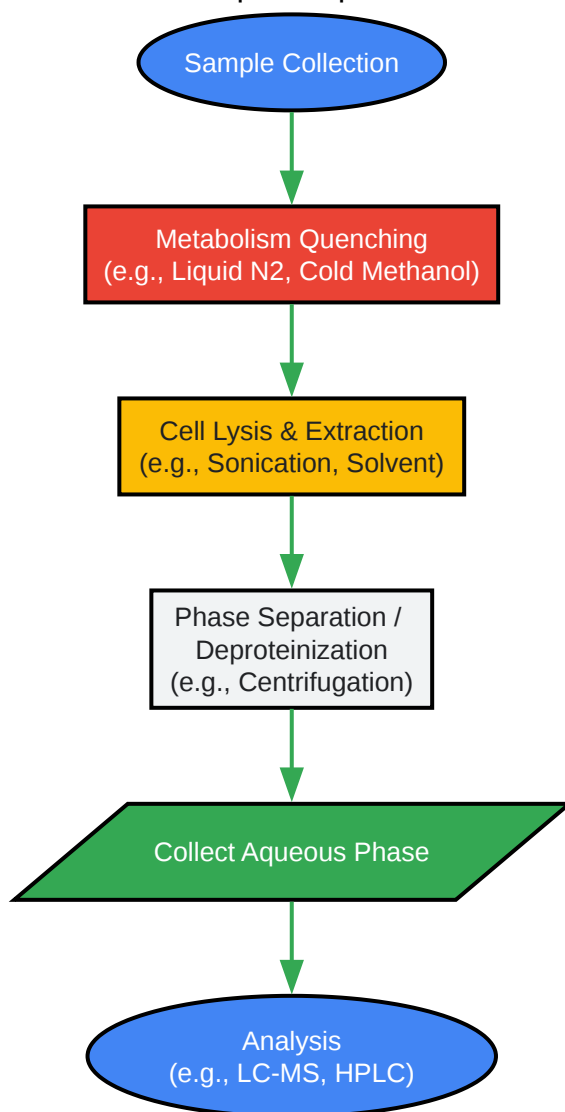 Sample Collection
Metabolism Quenching
(e.g., Liquid N2, Cold Methanol)
Cell Lysis & Extraction
(e.g., Sonication, Solvent)
Phase Separation /
Deproteinization
(e.g., Centrifugation)
Collect Aqueous Phase
Analysis
(e.g., LC-MS, HPLC)